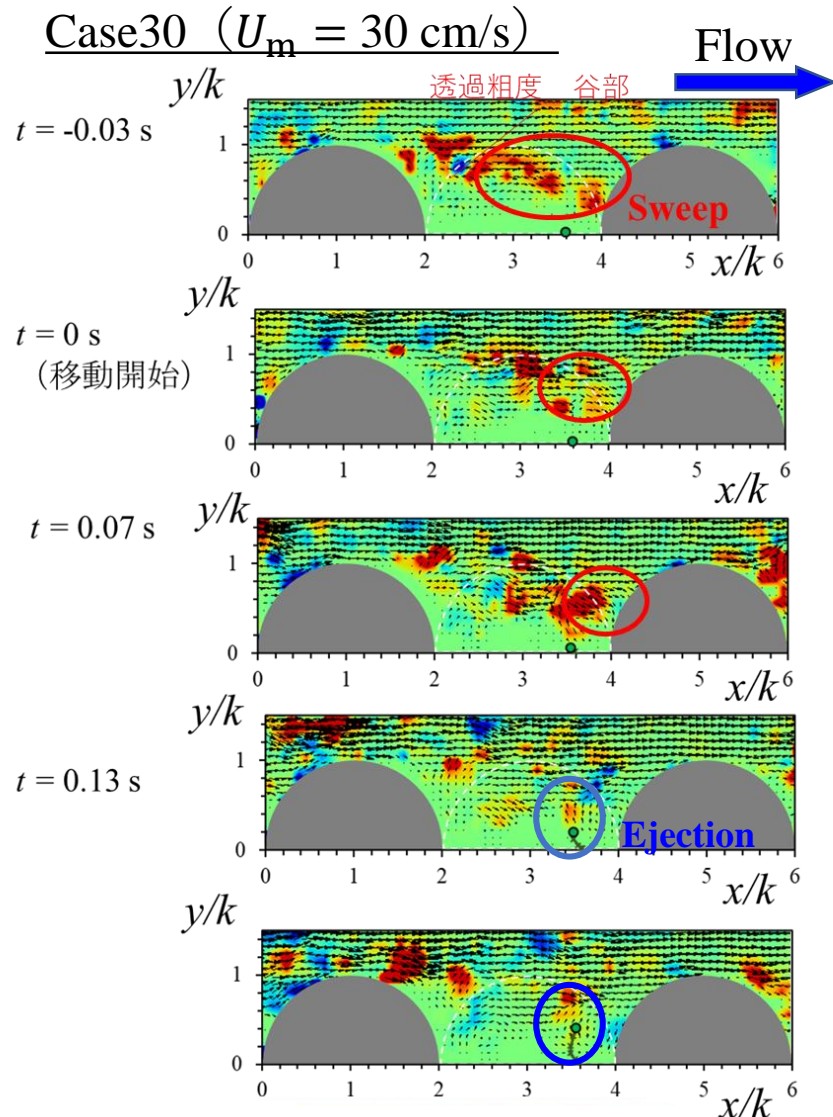 Case30（U_m = 30 cm/s）
Flow
y/k
透過粗度 谷部
t = -0.03 s
1
Sweep
0
0 1 2 3 4 5 x/k 6
y/k
t = 0 s
（移動開始）
1
0
0 1 2 3 4 5 6
x/k
y/k
t = 0.07 s
1
0
0 1 2 3 4 5 6
x/k
y/k
t = 0.13 s
1
Ejection
0
0 1 2 3 4 5 6
x/k
y/k
1
0
0 1 2 3 4 5 6
x/k